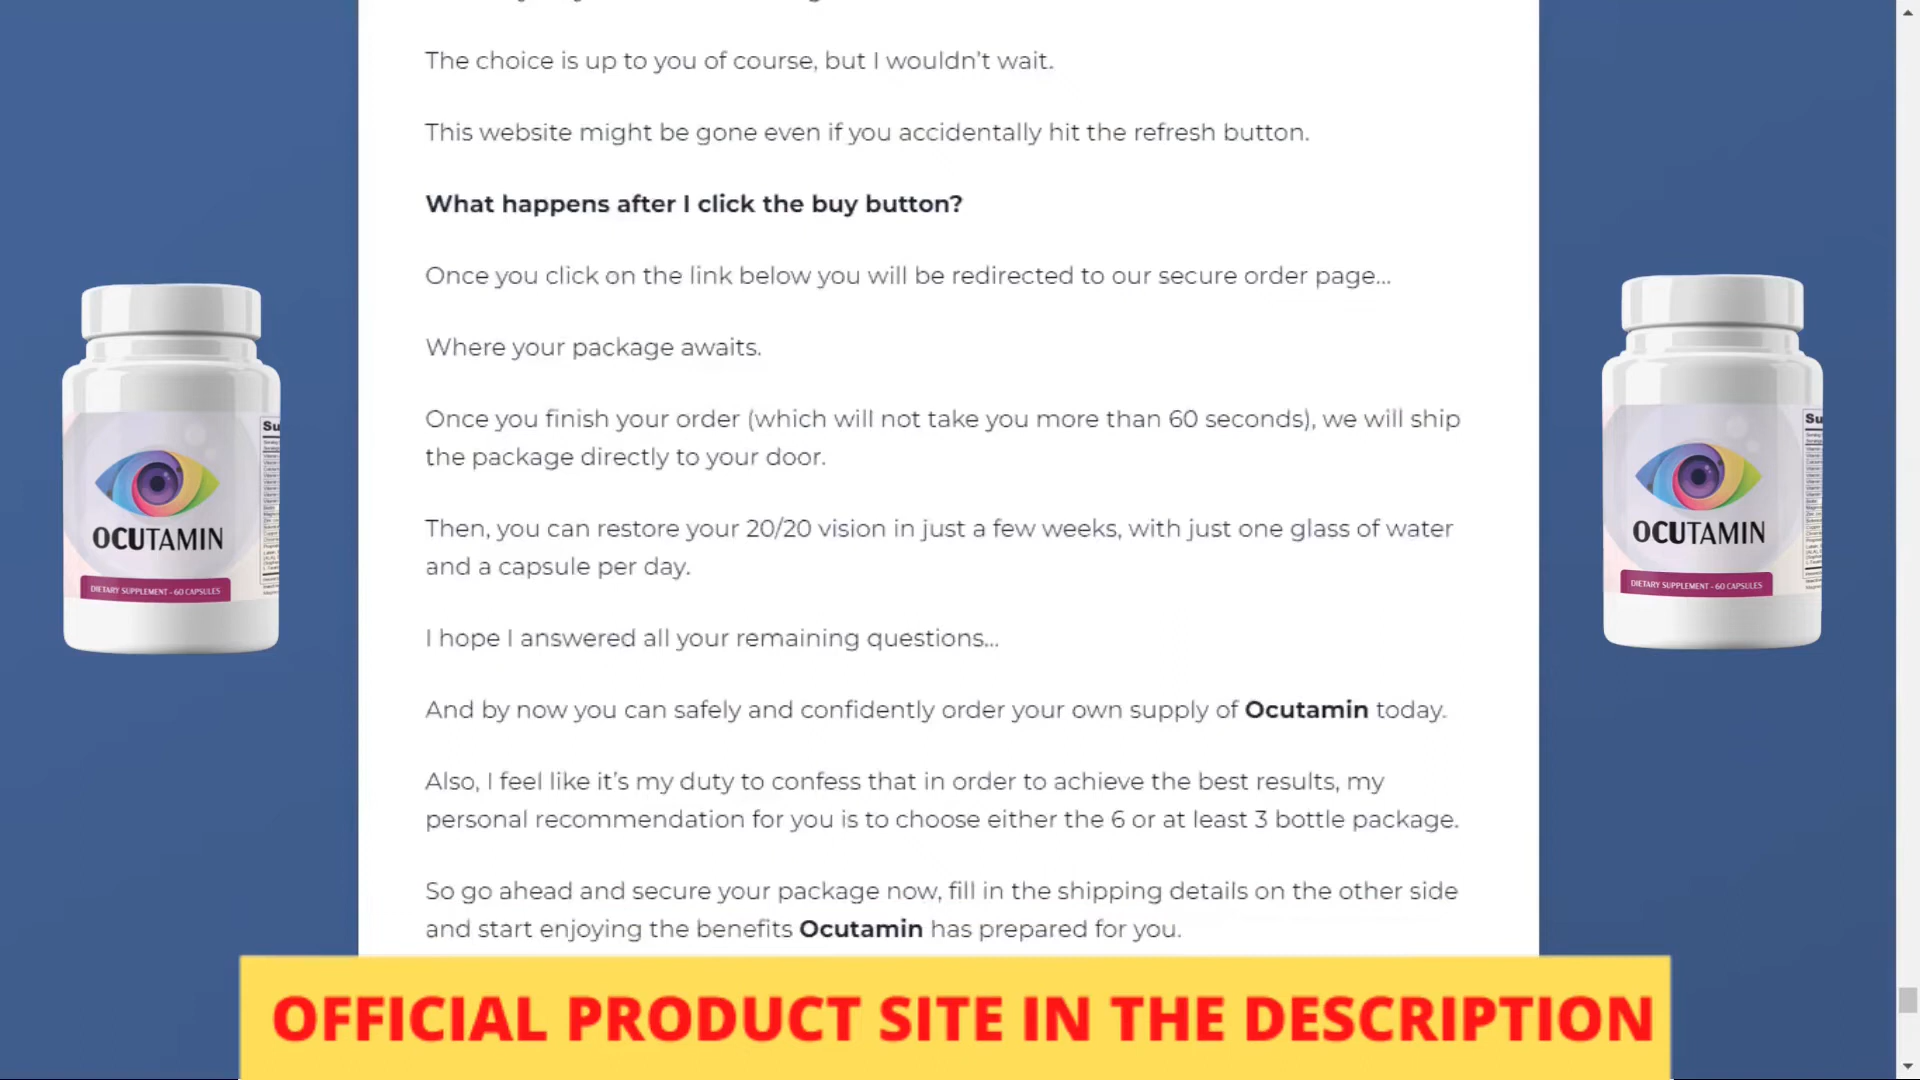 The choice is up to you of course, but I wouldn't wait.
This website might be gone even if you accidentally hit the refresh button.
What happens after I click the buy button?
Once you click on the link below you will be redirected to our secure order page...
Where your package awaits.
Once you finish your order (which will not take you more than 60 seconds), we will ship
the package directly to your door.
Then, you can restore your 20/20 vision in just a few weeks, with just one glass of water
and a capsule per day.
I hope I answered all your remaining questions...
And by now you can safely and confidently order your own supply of Ocutamin today.
Also, I feel like it's my duty to confess that in order to achieve the best results, my
personal recommendation for you is to choose either the 6 or at least 3 bottle package.
So go ahead and secure your package now, fill in the shipping details on the other side
and start enjoying the benefits Ocutamin has prepared for you.
OCUTAMIN
DIETARY SUPPLEMENT - 60 CAPSULES
Su
OCUTAMIN
DIETARY SUPPLEMENT - 60 CAPSULES
Su
OFFICIAL PRODUCT SITE IN THE DESCRIPTION